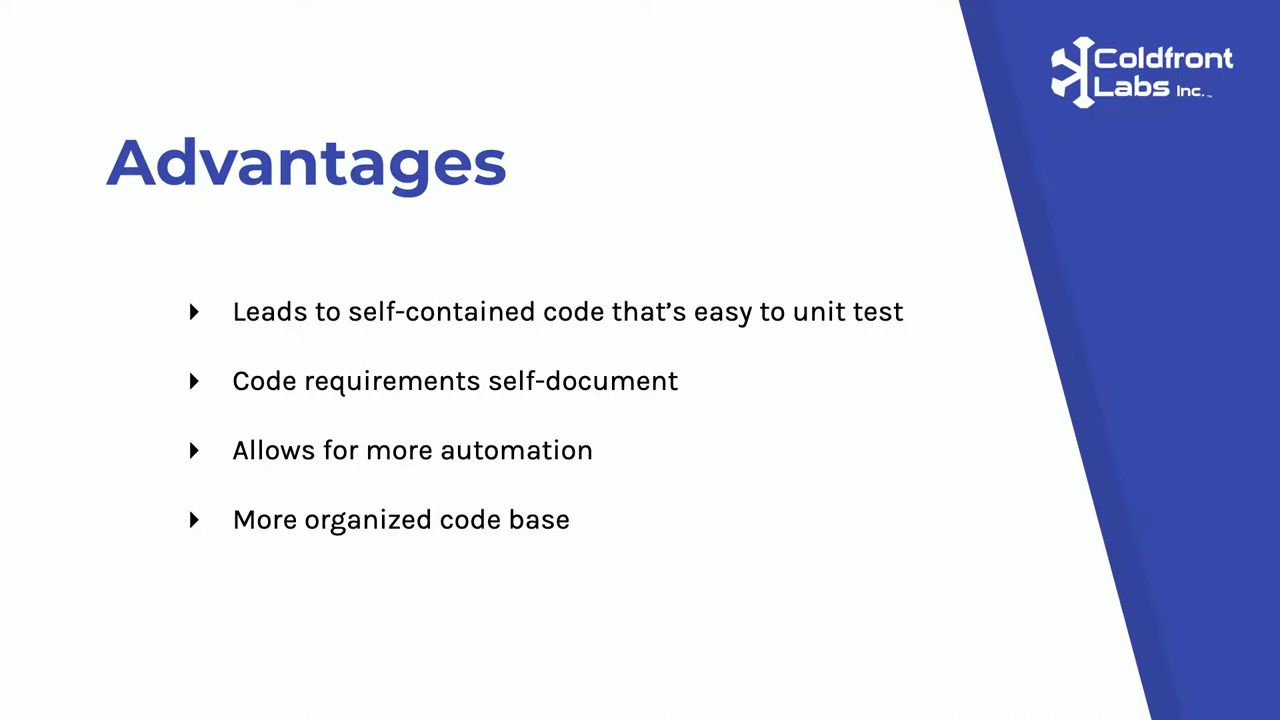 Coldfront
Labs Inc.™
Advantages
Leads to self-contained code that's easy to unit test
Code requirements self-document
Allows for more automation
More organized code base